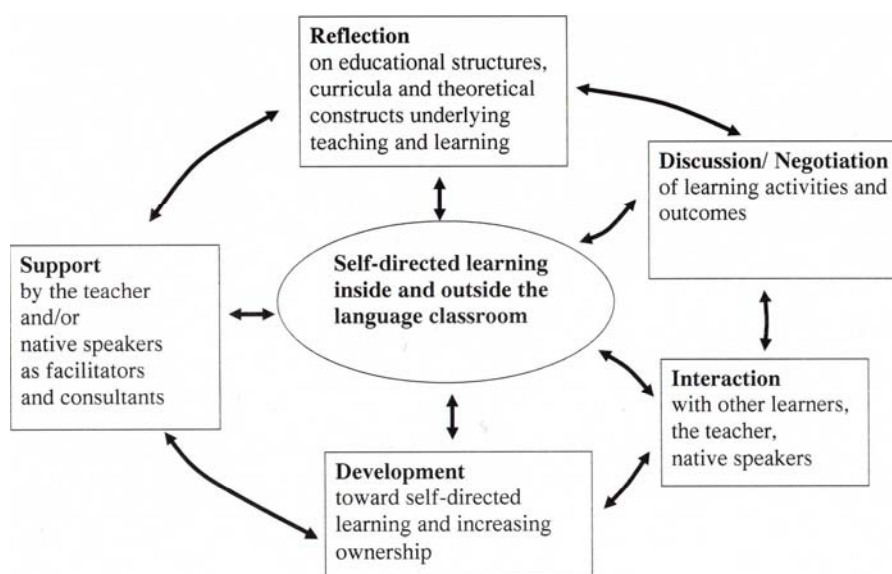 Reflection
on educational structures,
curricula and theoretical
constructs underlying
teaching and learning
Discussion/ Negotiation
of learning activities and
outcomes
Self-directed learning
inside and outside the
language classroom
Support
by the teacher
and/or
native speakers
as facilitators
and consultants
Interaction
with other learners,
the teacher,
native speakers
Development
toward self-directed
learning and increasing
ownership